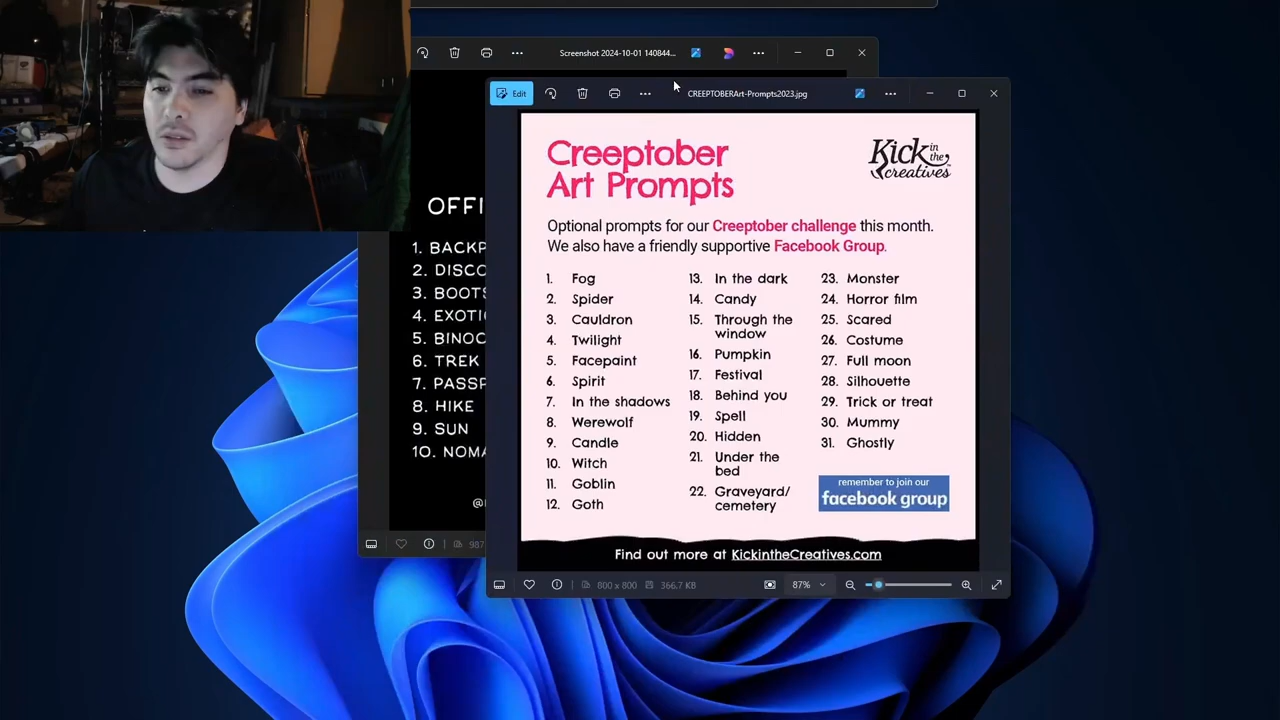 Screenshot 2024-10-01 140844...
Edit
CREEPTOBERArt-Prompts2023.jpg
OFFI
1. BACKP
2. DISCO
3. BOOTS
4. EXOTI
5. BINOC
6. TREK
7. PASSP
8. HIKE
9. SUN
10. NOMA
@
987
Creeptober
Art Prompts
Kick
in
the
creatives
Optional prompts for our Creeptober challenge this month.
We also have a friendly supportive Facebook Group.
1. Fog
2. Spider
3. Cauldron
4. Twilight
5. Facepaint
6. Spirit
7. In the shadows
8. Werewolf
9. Candle
10. Witch
11. Goblin
12. Goth
13. In the dark
14. Candy
15. Through the
window
16. Pumpkin
17. Festival
18. Behind you
19. Spell
20. Hidden
21. Under the
bed
22. Graveyard/
cemetery
23. Monster
24. Horror film
25. Scared
26. Costume
27. Full moon
28. Silhouette
29. Trick or treat
30. Mummy
31. Ghostly
remember to join our
facebook group
Find out more at KickintheCreatives.com
800 x 800
366.7 KB
87%